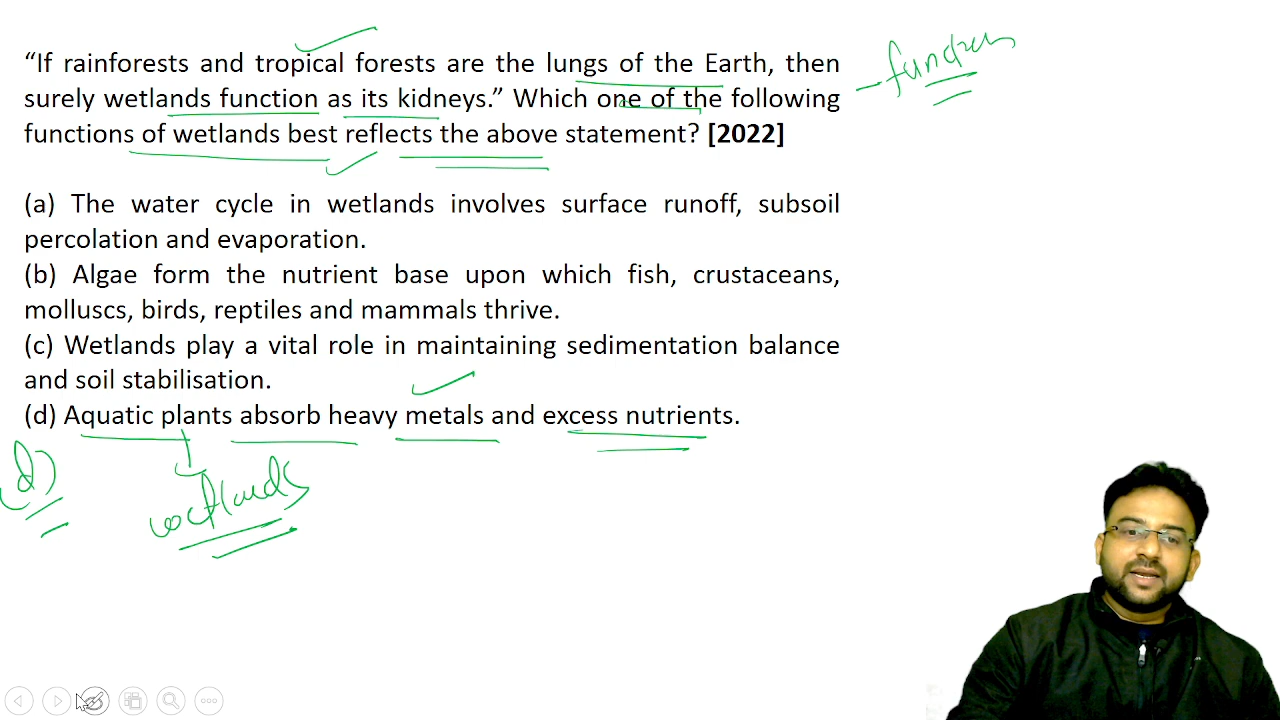 “If rainforests and tropical forests are the lungs of the Earth, then
surely wetlands function as its kidneys.” Which one of the following
functions of wetlands best reflects the above statement? [2022]
(a) The water cycle in wetlands involves surface runoff, subsoil
percolation and evaporation.
(b) Algae form the nutrient base upon which fish, crustaceans,
molluscs, birds, reptiles and mammals thrive.
(c) Wetlands play a vital role in maintaining sedimentation balance
and soil stabilisation.
(d) Aquatic plants absorb heavy metals and excess nutrients.
(d)
wetlands